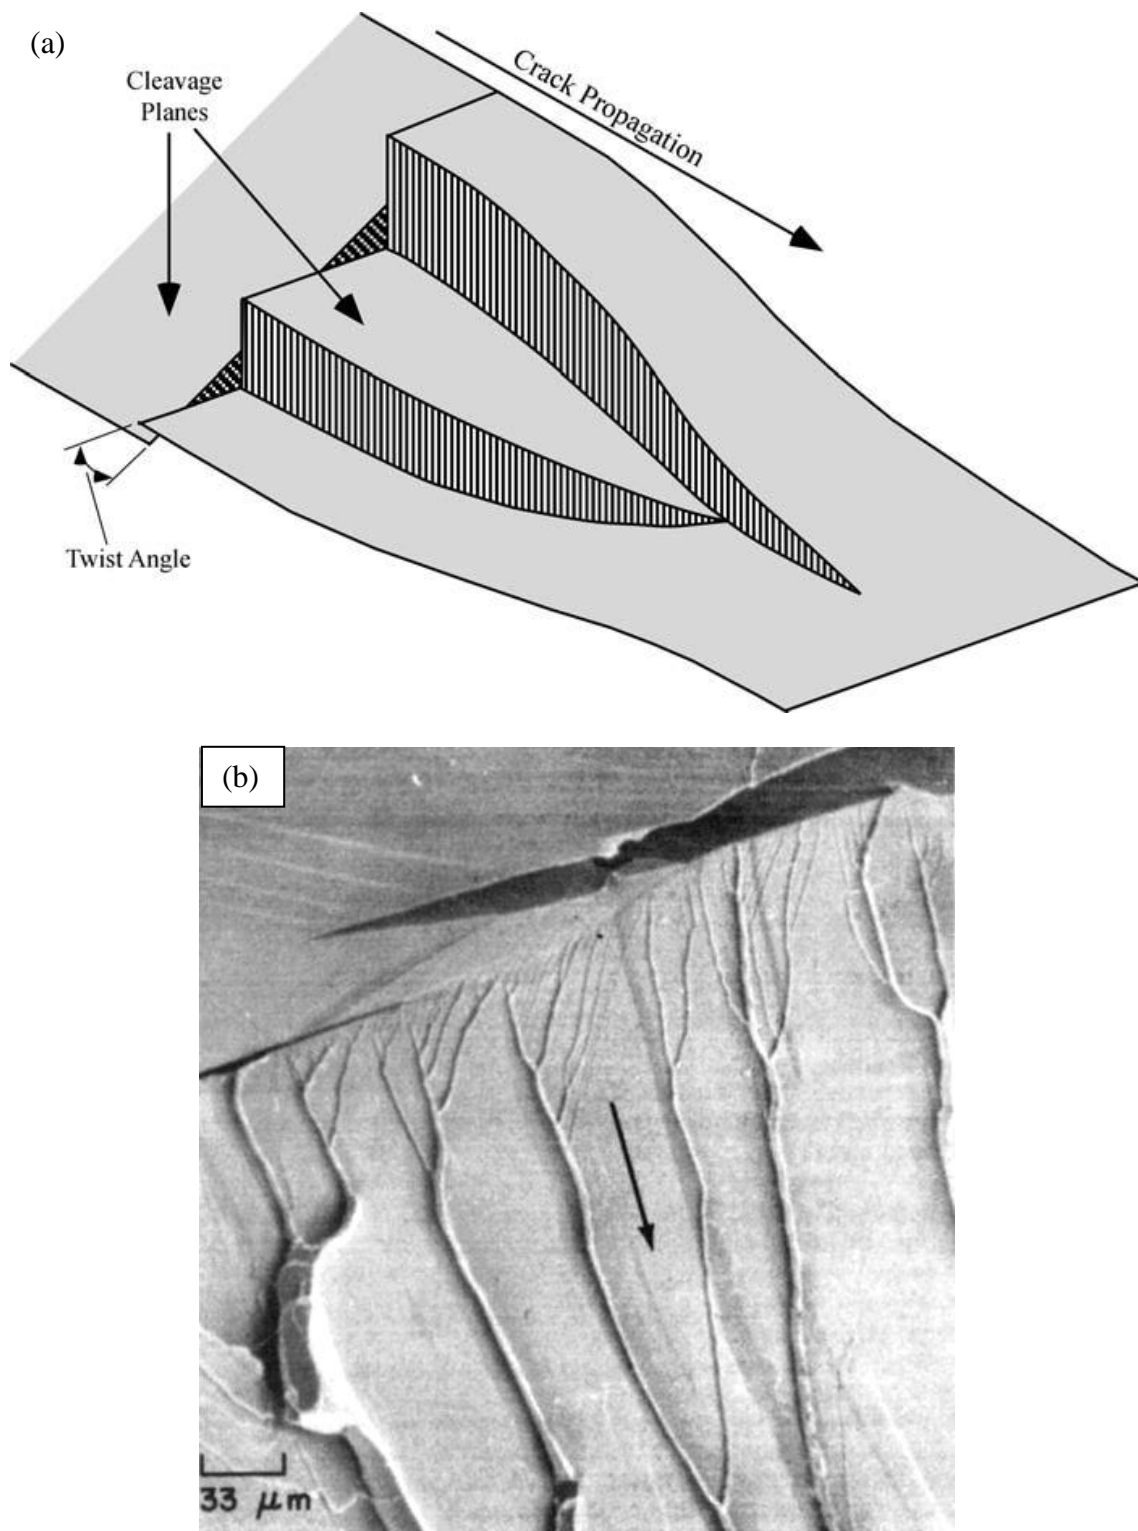 (a)
Cleavage
Planes
Crack Propagation
Twist Angle
(b)
33 μm